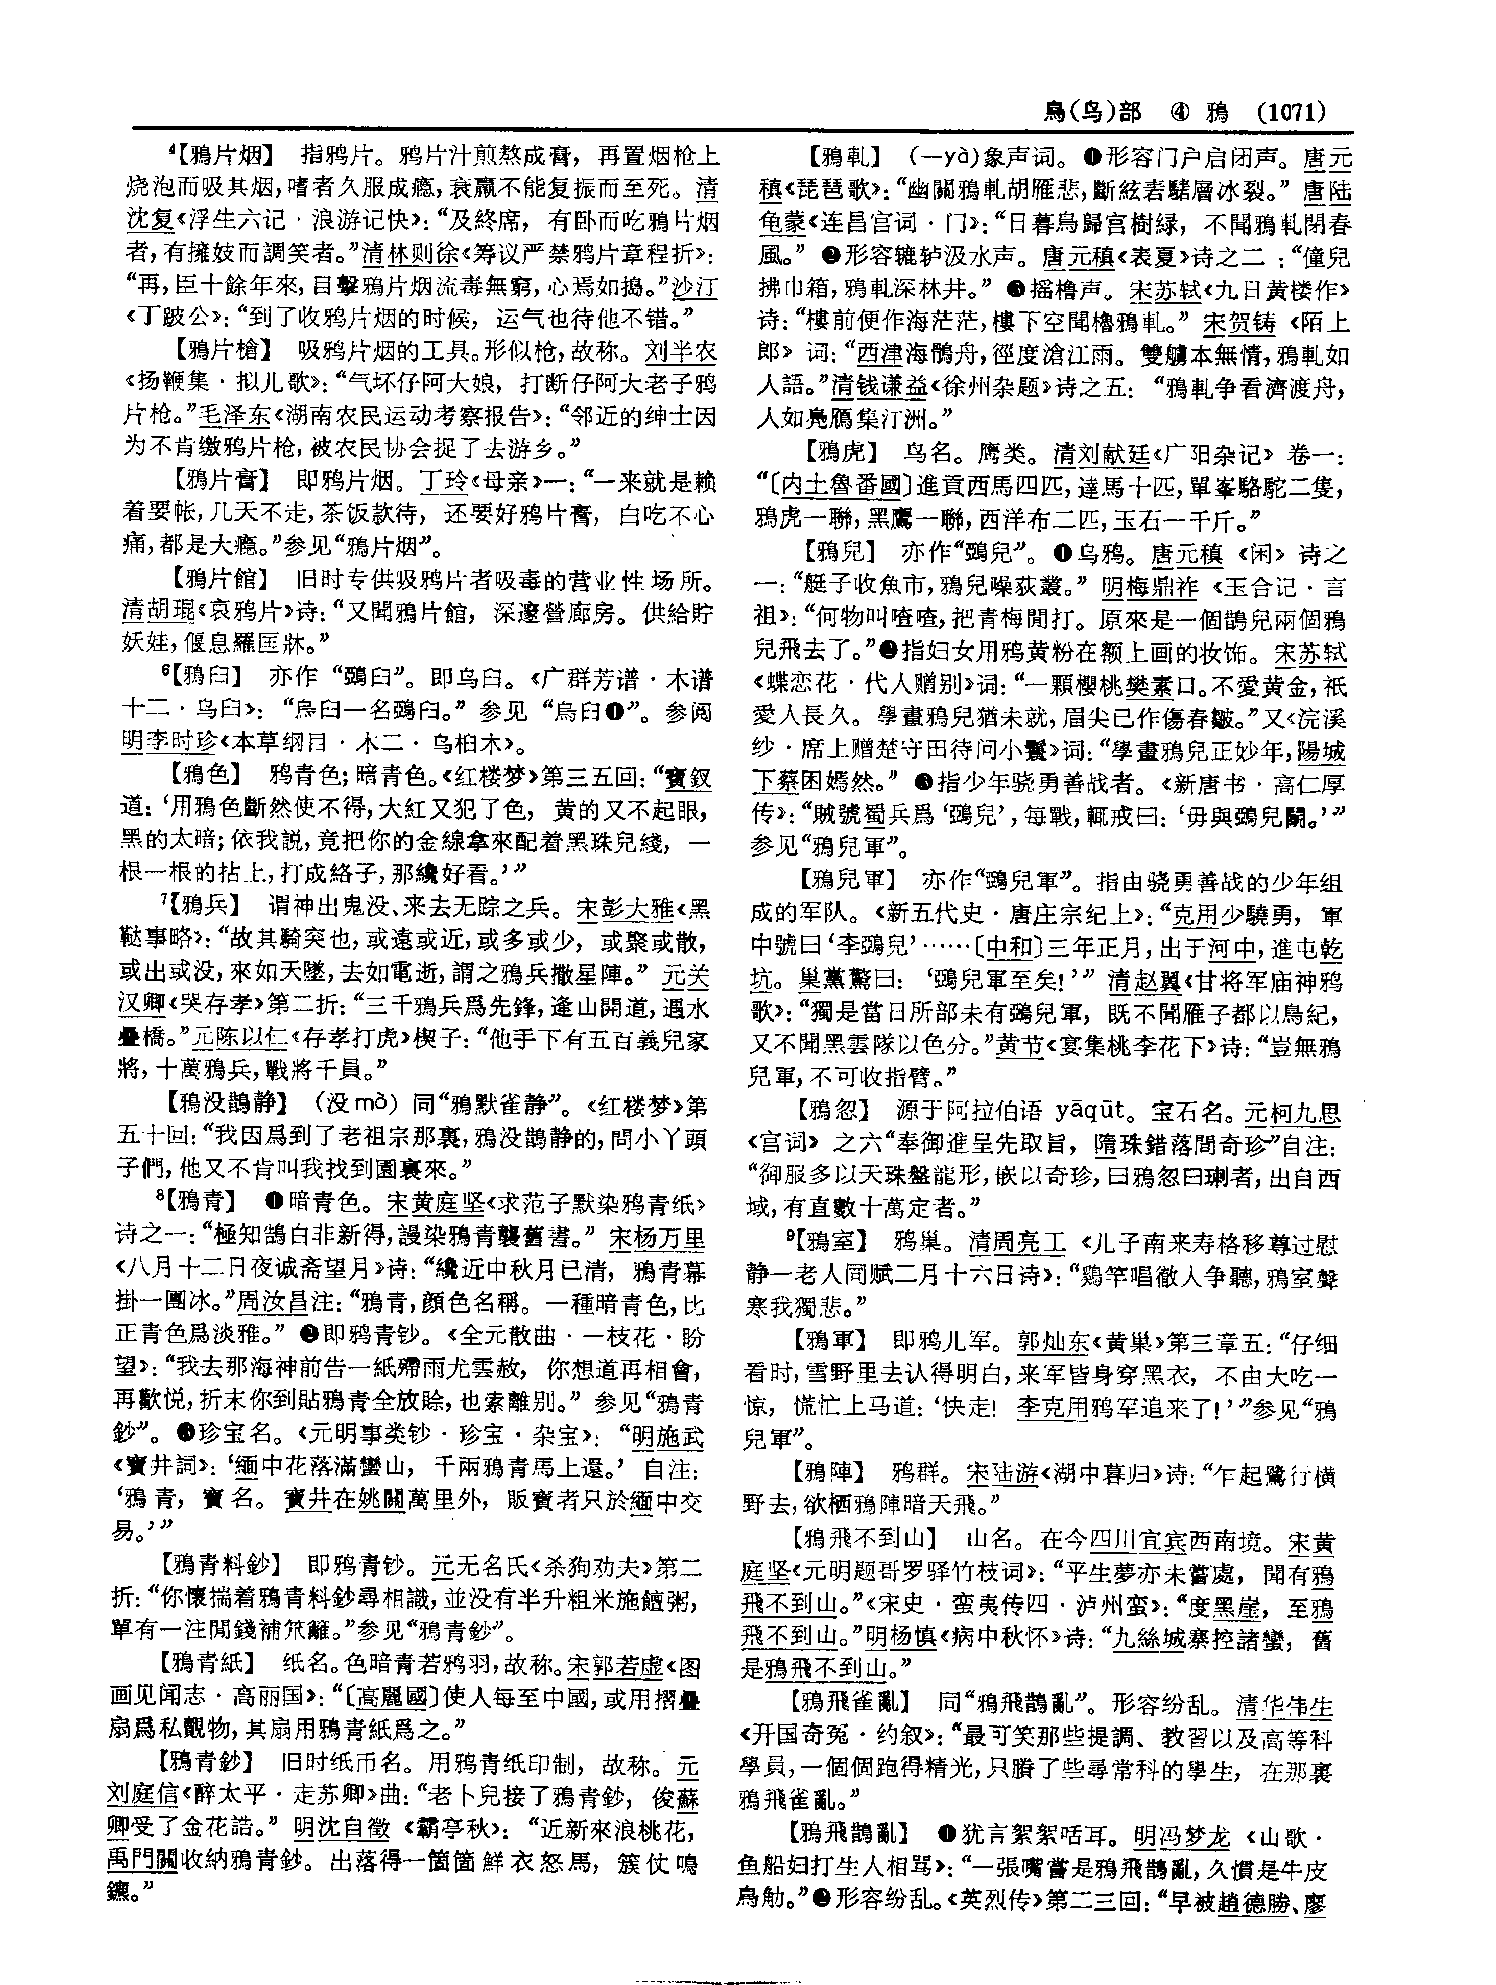 鳥(鸟)部 ④ 鴉 (1071)
⁴【鴉片烟】 指鸦片。鸦片汁煎熬成膏，再置烟枪上
烧泡而吸其烟，嗜者久服成瘾，衰羸不能复振而至死。清
沈复《浮生六记·浪游记快》：“及終席，有卧而吃鴉片烟
者，有擁妓而調笑者。”清林则徐《筹议严禁鸦片章程折》：
“再，臣十餘年來，目擊鴉片烟流毒無窮，心焉如搗。”沙汀
《丁跛公》：“到了收鸦片烟的时候，运气也待他不错。”
【鴉片槍】 吸鸦片烟的工具。形似枪，故称。刘半农
《扬鞭集·拟儿歌》：“气坏仔阿大娘，打断仔阿大老子鸦
片枪。”毛泽东《湖南农民运动考察报告》：“邻近的绅士因
为不肯缴鸦片枪，被农民协会捉了去游乡。”
【鴉片膏】 即鸦片烟。丁玲《母亲》一：“一来就是赖
着要帐，几天不走，茶饭款待，还要好鸦片膏，白吃不心
痛，都是大瘾。”参见“鴉片烟”。
【鴉片館】 旧时专供吸鸦片者吸毒的营业性场所。
清胡琨《哀鸦片》诗：“又聞鴉片館，深邃營廊房。供給貯
妖娃，偃息羅匡牀。”
⁶【鴉臼】 亦作“鵶臼”。即乌臼。《广群芳谱·木谱
十二·乌臼》：“烏臼一名鵶臼。”参见“烏臼❶”。参阅
明李时珍《本草纲目·木二·乌桕木》。
【鴉色】 鸦青色；暗青色。《红楼梦》第三五回：“寶釵
道：‘用鴉色斷然使不得，大紅又犯了色，黄的又不起眼，
黑的太暗；依我説，竟把你的金線拿來配着黑珠兒綫，一
根一根的拈上，打成絡子，那纔好看。’”
⁷【鴉兵】 谓神出鬼没、来去无踪之兵。宋彭大雅《黑
鞑事略》：“故其騎突也，或遠或近，或多或少，或聚或散，
或出或没，來如天墜，去如電逝，謂之鴉兵撒星陣。”元关
汉卿《哭存孝》第二折：“三千鴉兵爲先鋒，逢山開道，遇水
疊橋。”元陈以仁《存孝打虎》楔子：“他手下有五百義兒家
將，十萬鴉兵，戰將千員。”
【鴉没鵲静】 (没mò) 同“鴉默雀静”。《红楼梦》第
五十回：“我因爲到了老祖宗那裏，鴉没鵲静的，問小丫頭
子們，他又不肯叫我找到園裏來。”
⁸【鴉青】 ❶暗青色。宋黄庭坚《求范子默染鸦青纸》
诗之一：“極知鵠白非新得，謾染鴉青襲舊書。”宋杨万里
《八月十二日夜诚斋望月》诗：“纔近中秋月已清，鴉青幕
掛一團冰。”周汝昌注：“鴉青，顔色名稱。一種暗青色，比
正青色爲淡雅。”❷即鸦青钞。《全元散曲·一枝花·盼
望》：“我去那海神前告一紙殢雨尤雲赦，你想道再相會，
再歡悦，折末你到貼鴉青全放賒，也索離别。”参见“鴉青
鈔”。❸珍宝名。《元明事类钞·珍宝·杂宝》：“明施武
《寶井詞》：‘緬中花落滿蠻山，千兩鴉青馬上還。’自注：
‘鴉青，寶名。寶井在姚關萬里外，販寶者只於緬中交
易。’”
【鴉青料鈔】 即鸦青钞。元无名氏《杀狗劝夫》第二
折：“你懷揣着鴉青料鈔尋相識，並没有半升粗米施饘粥，
單有一注閒錢補笊籬。”参见“鴉青鈔”。
【鴉青紙】 纸名。色暗青若鸦羽，故称。宋郭若虚《图
画见闻志·高丽国》：“〔高麗國〕使人每至中國，或用摺疊
扇爲私覿物，其扇用鴉青紙爲之。”
【鴉青鈔】 旧时纸币名。用鸦青纸印制，故称。元
刘庭信《醉太平·走苏卿》曲：“老卜兒接了鴉青鈔，俊蘇
卿受了金花誥。”明沈自徵《霸亭秋》：“近新來浪桃花，
禹門關收納鴉青鈔。出落得一箇箇鮮衣怒馬，簇仗鳴
鑣。”
【鴉軋】 (—yà)象声词。❶形容门户启闭声。唐元
稹《琵琶歌》：“幽關鴉軋胡雁悲，斷絃砉騞層冰裂。”唐陆
龟蒙《连昌宫词·门》：“日暮鳥歸宫樹緑，不聞鴉軋閉春
風。”❷形容辘轳汲水声。唐元稹《表夏》诗之二：“僮兒
拂巾箱，鴉軋深林井。”❸摇橹声。宋苏轼《九日黄楼作》
诗：“樓前便作海茫茫，樓下空聞櫓鴉軋。”宋贺铸《陌上
郎》词：“西津海鶻舟，徑度滄江雨。雙艣本無情，鴉軋如
人語。”清钱谦益《徐州杂题》诗之五：“鴉軋争看濟渡舟，
人如凫鴈集汀洲。”
【鴉虎】 鸟名。鹰类。清刘献廷《广阳杂记》卷一：
“〔内土魯番國〕進貢西馬四匹，達馬十匹，單峯駱駝二隻，
鴉虎一聯，黑鷹一聯，西洋布二匹，玉石一千斤。”
【鴉兒】 亦作“鵶兒”。❶乌鸦。唐元稹《闲》诗之
一：“艇子收魚市，鴉兒噪荻叢。”明梅鼎祚《玉合记·言
祖》：“何物叫喳喳，把青梅閒打。原來是一個鵲兒兩個鴉
兒飛去了。”❷指妇女用鸦黄粉在额上画的妆饰。宋苏轼
《蝶恋花·代人赠别》词：“一顆櫻桃樊素口。不愛黄金，衹
愛人長久。學畫鴉兒猶未就，眉尖已作傷春皺。”又《浣溪
纱·席上赠楚守田待问小鬟》词：“學畫鴉兒正妙年，陽城
下蔡困嫣然。”❸指少年骁勇善战者。《新唐书·高仁厚
传》：“賊號蜀兵爲‘鵶兒’，每戰，輒戒曰：‘毋與鵶兒鬭。’”
参见“鴉兒軍”。
【鴉兒軍】 亦作“鵶兒軍”。指由骁勇善战的少年组
成的军队。《新五代史·唐庄宗纪上》：“克用少驍勇，軍
中號曰‘李鵶兒’……〔中和〕三年正月，出于河中，進屯乾
坑。巢黨驚曰：‘鵶兒軍至矣！’”清赵翼《甘将军庙神鸦
歌》：“獨是當日所部未有鵶兒軍，既不聞雁子都以鳥紀，
又不聞黑雲隊以色分。”黄节《宴集桃李花下》诗：“豈無鴉
兒軍，不可收指臂。”
【鴉忽】 源于阿拉伯语 yāqūt。宝石名。元柯九思
《宫词》之六“奉御進呈先取旨，隋珠錯落間奇珍”自注：
“御服多以天珠盤龍形，嵌以奇珍，曰鴉忽曰瑚者，出自西
域，有直數十萬定者。”
⁹【鴉室】 鸦巢。清周亮工《儿子南来寿格移尊过慰
静一老人同赋二月十六日诗》：“鷄竿唱徹人争聽，鴉室聲
寒我獨悲。”
【鴉軍】 即鸦儿军。郭灿东《黄巢》第三章五：“仔细
看时，雪野里去认得明白，来军皆身穿黑衣，不由大吃一
惊，慌忙上马道：‘快走！李克用鸦军追来了！’”参见“鴉
兒軍”。
【鴉陣】 鸦群。宋陆游《湖中暮归》诗：“乍起鷺行横
野去，欲栖鴉陣暗天飛。”
【鴉飛不到山】 山名。在今四川宜宾西南境。宋黄
庭坚《元明题哥罗驿竹枝词》：“平生夢亦未嘗處，聞有鴉
飛不到山。”《宋史·蛮夷传四·泸州蛮》：“度黑崖，至鴉
飛不到山。”明杨慎《病中秋怀》诗：“九絲城寨控諸蠻，舊
是鴉飛不到山。”
【鴉飛雀亂】 同“鴉飛鵲亂”。形容纷乱。清华伟生
《开国奇冤·约叙》：“最可笑那些提調、教習以及高等科
學員，一個個跑得精光，只賸了些尋常科的學生，在那裏
鴉飛雀亂。”
【鴉飛鵲亂】 ❶犹言絮絮聒耳。明冯梦龙《山歌·
鱼船妇打生人相骂》：“一張嘴嘗是鴉飛鵲亂，久慣是牛皮
鳥觔。”❷形容纷乱。《英烈传》第二三回：“早被趙德勝、廖